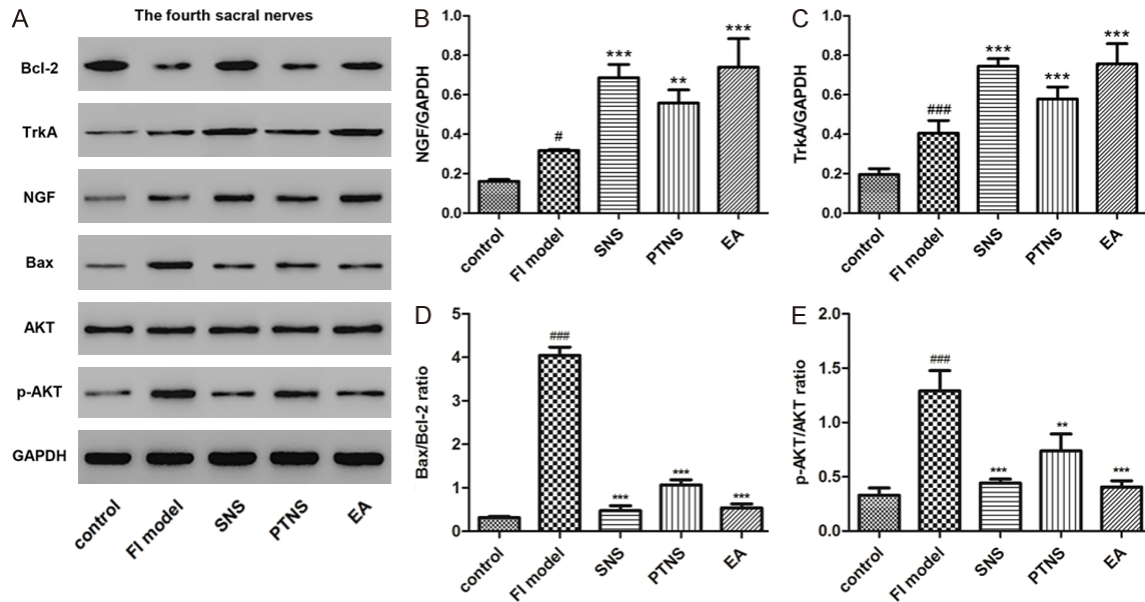 A
The fourth sacral nerves
Bcl-2
TrkA
NGF
Bax
AKT
p-AKT
GAPDH
control
FI model
SNS
PTNS
EA
B
NGF/GAPDH
1.0
0.8
0.6
0.4
0.2
0.0
#
***
**
***
control
FI model
SNS
PTNS
EA
C
TrkA/GAPDH
1.0
0.8
0.6
0.4
0.2
0.0
###
***
***
***
control
FI model
SNS
PTNS
EA
D
Bax/Bcl-2 ratio
5
4
3
2
1
0
###
***
***
***
control
FI model
SNS
PTNS
EA
E
p-AKT/AKT ratio
2.0
1.5
1.0
0.5
0.0
###
***
**
***
control
FI model
SNS
PTNS
EA